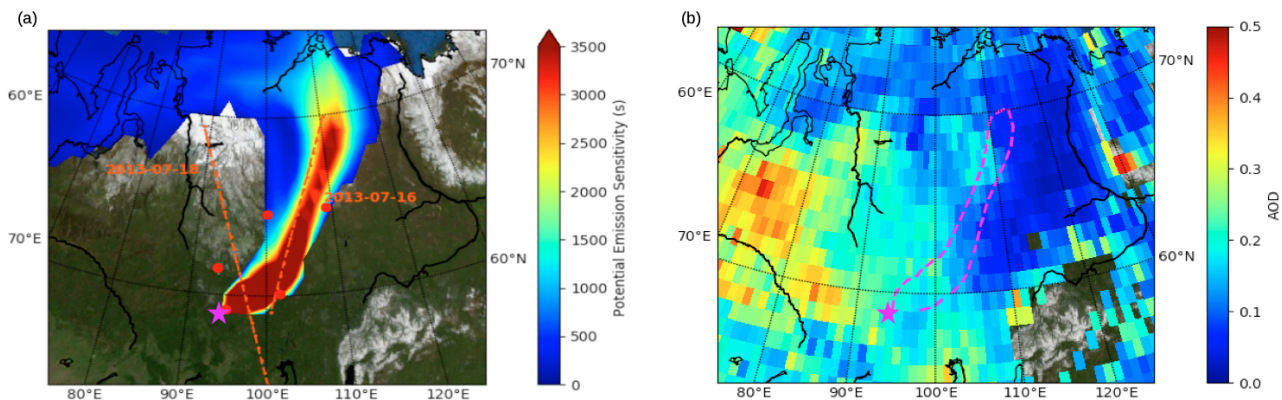 (a)
(b)
60°E
70°E
70°N
60°N
80°E
90°E
100°E
110°E
120°E
2013-07-18
2013-07-16
3500
3000
2500
2000
1500
1000
500
0
Potential Emission Sensitivity (s)
60°E
70°E
70°N
60°N
80°E
90°E
100°E
110°E
120°E
0.5
0.4
0.3
0.2
0.1
0.0
AOD